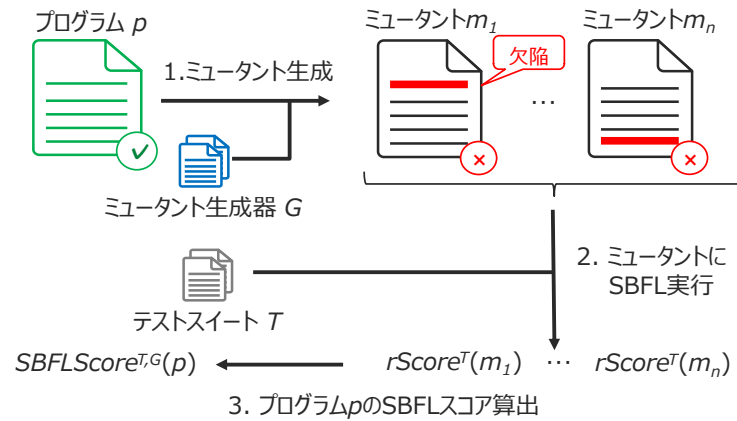 プログラム p
ミュータントm1
ミュータントmn
1.ミュータント生成
欠陥
…
ミュータント生成器 G
2. ミュータントに
SBFL実行
テストスイート T
SBFLScoreT,G(p)
rScoreT(m1) … rScoreT(mn)
3. プログラムpのSBFLスコア算出